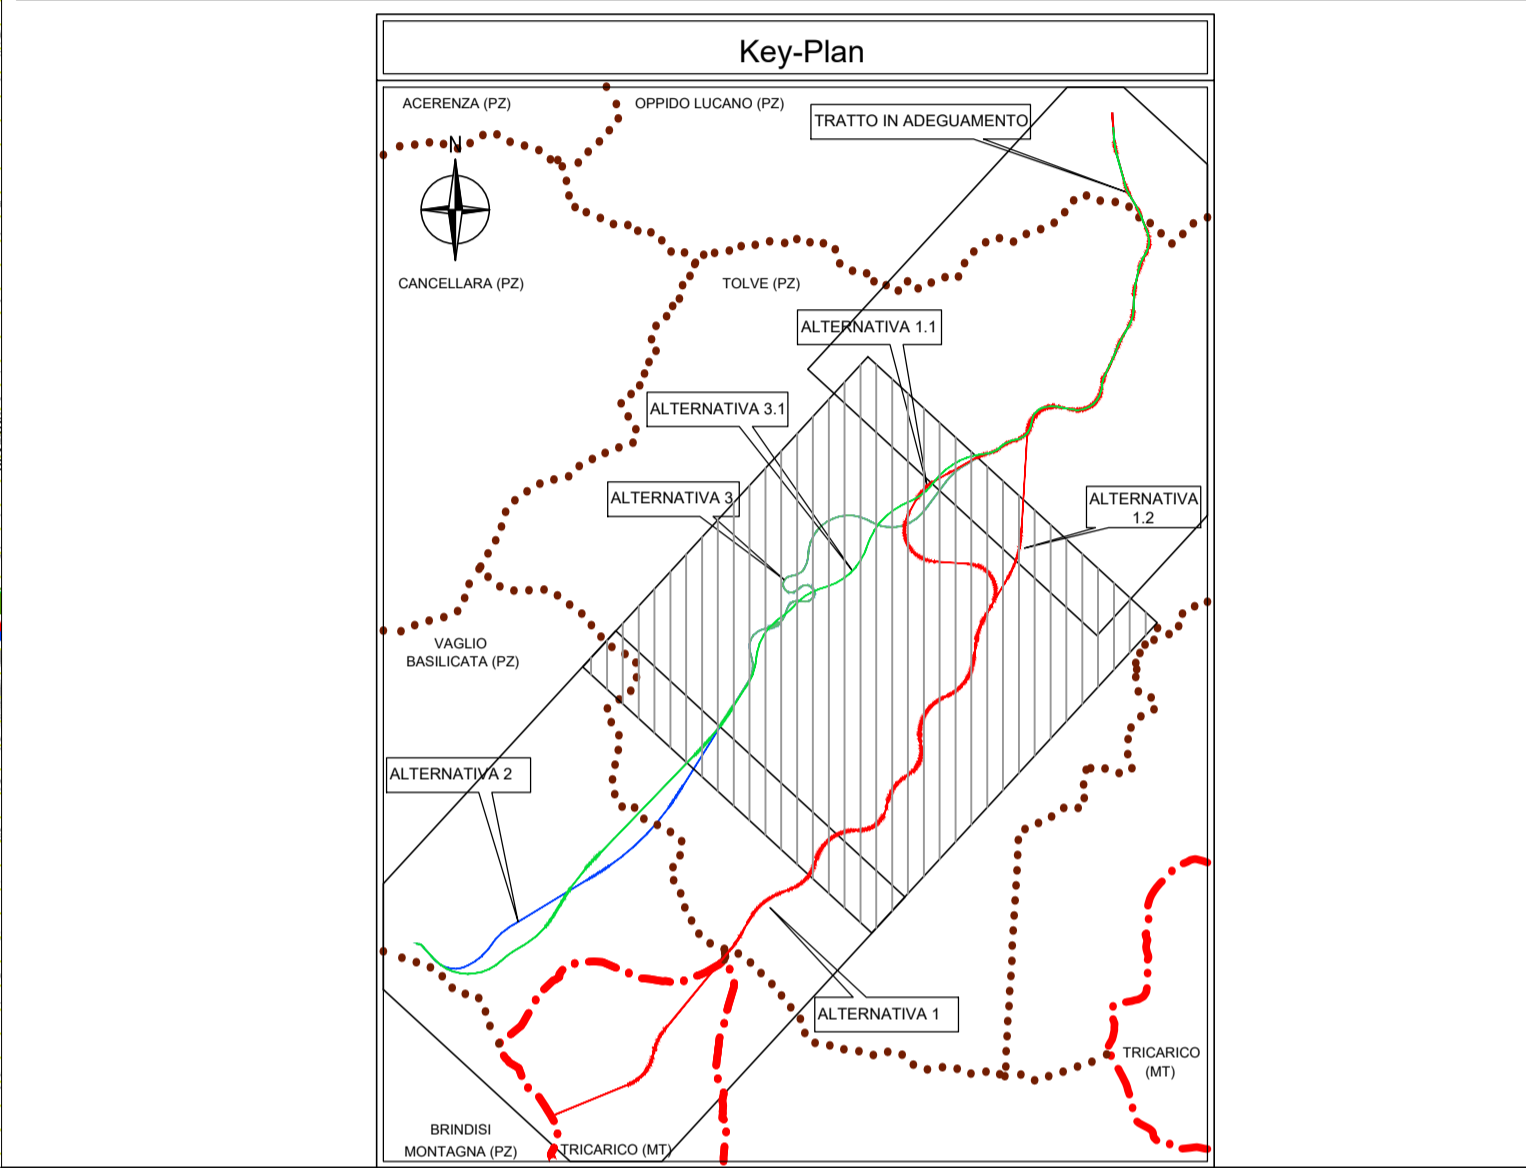 Key-Plan
ACERENZA (PZ)
OPPIDO LUCANO (PZ)
TRATTO IN ADEGUAMENTO
N
CANCELLARA (PZ)
TOLVE (PZ)
ALTERNATIVA 1.1
ALTERNATIVA 3.1
ALTERNATIVA 3
ALTERNATIVA
1.2
VAGLIO
BASILICATA (PZ)
ALTERNATIVA 2
ALTERNATIVA 1
TRICARICO
(MT)
BRINDISI
MONTAGNA (PZ)
TRICARICO (MT)